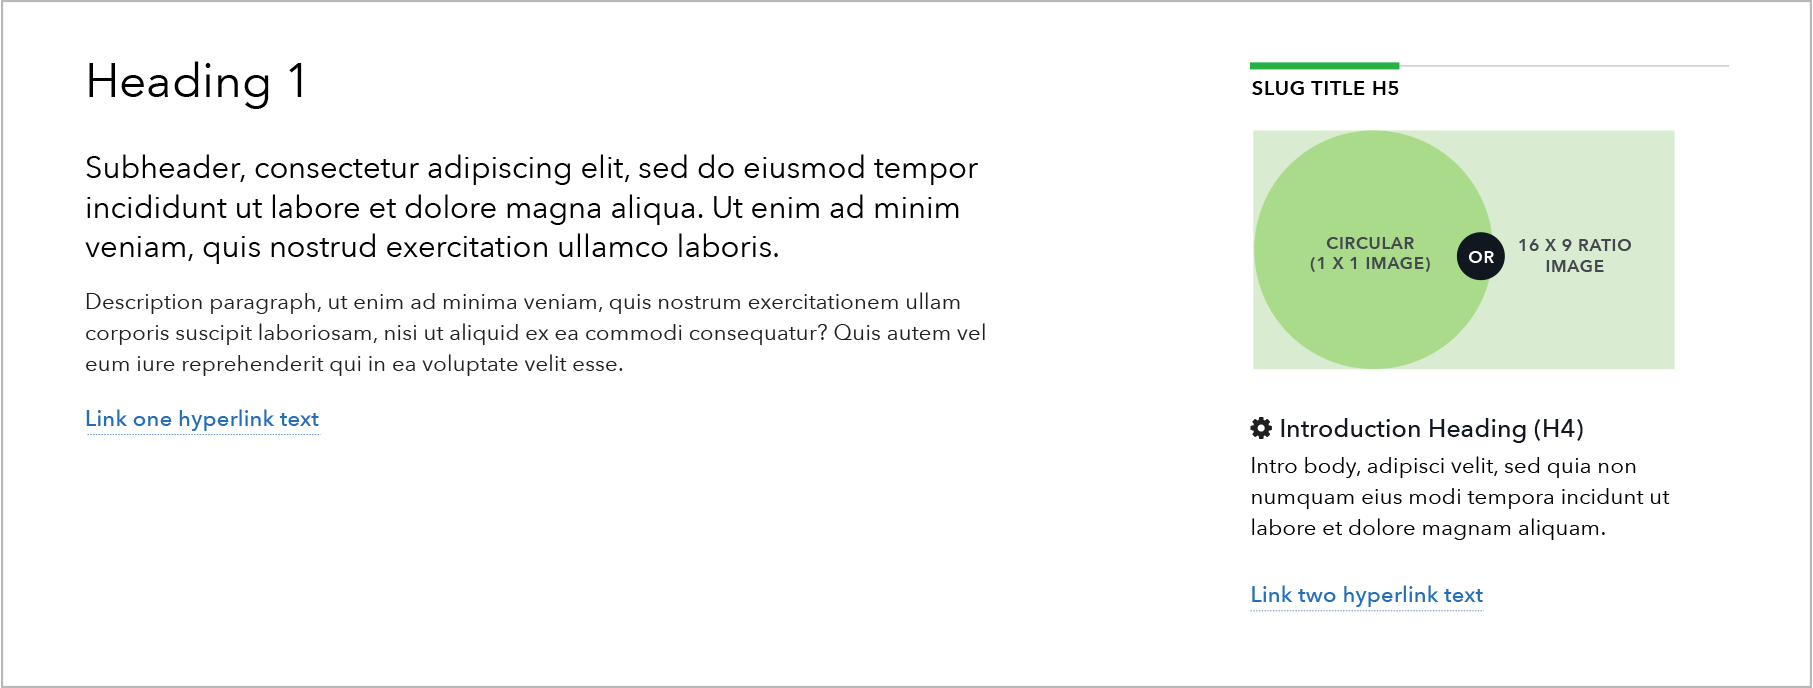 Heading 1
Subheader, consectetur adipiscing elit, sed do eiusmod tempor
incididunt ut labore et dolore magna aliqua. Ut enim ad minim
veniam, quis nostrud exercitation ullamco laboris.
Description paragraph, ut enim ad minima veniam, quis nostrum exercitationem ullam
corporis suscipit laboriosam, nisi ut aliquid ex ea commodi consequatur? Quis autem vel
eum iure reprehenderit qui in ea voluptate velit esse.
Link one hyperlink text
SLUG TITLE H5
CIRCULAR
(1 X 1 IMAGE)
OR
16 X 9 RATIO
IMAGE
Introduction Heading (H4)
Intro body, adipisci velit, sed quia non
numquam eius modi tempora incidunt ut
labore et dolore magnam aliquam.
Link two hyperlink text